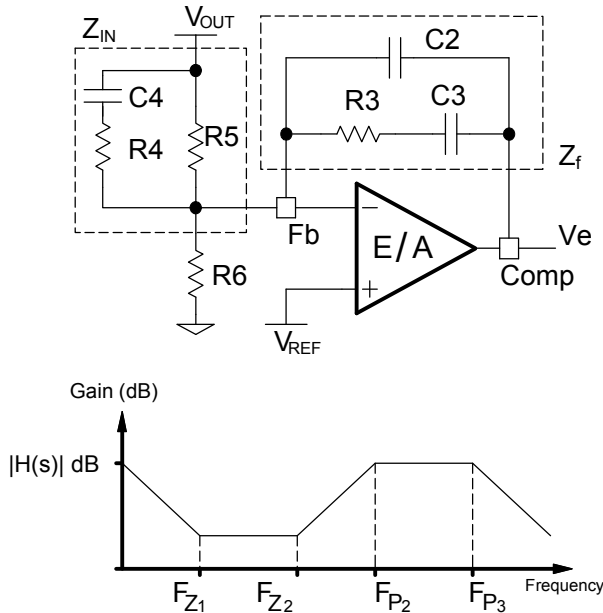 Z_IN
V_OUT
C4
R4
R5
R6
C2
R3
C3
Z_f
Fb
−
E/A
+
Ve
Comp
V_REF
Gain (dB)
|H(s)| dB
F_Z1
F_Z2
F_P2
F_P3
Frequency